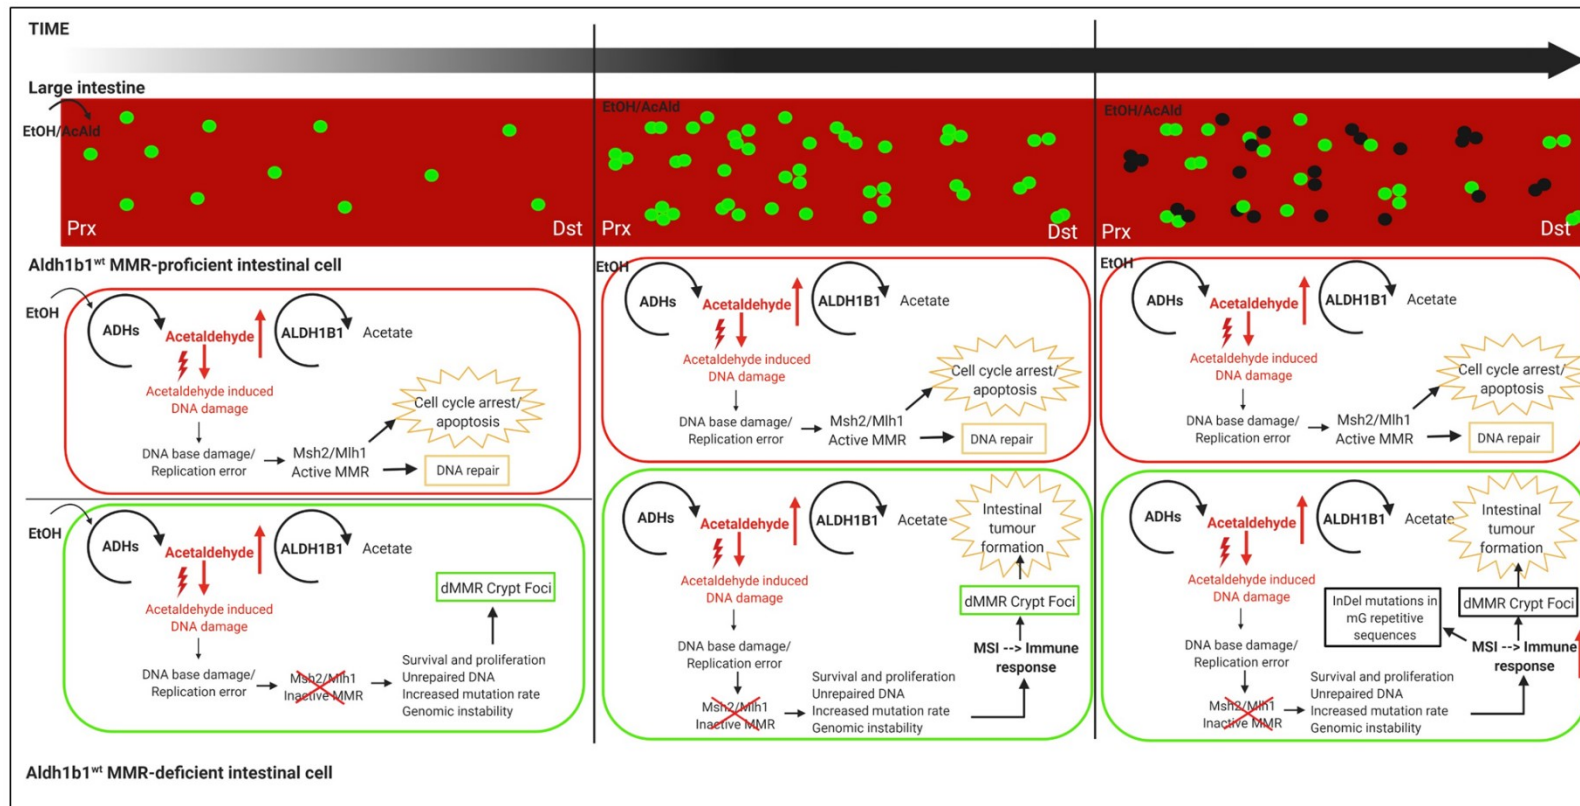 TIME
Large intestine
EtOH/AcAld
Prx
Dst
EtOH/AcAld
Prx
Dst
EtOH/AcAld
Prx
Dst
Aldh1b1wt MMR-proficient intestinal cell
EtOH
ADHs
Acetaldehyde
ALDH1B1
Acetate
Acetaldehyde induced
DNA damage
DNA base damage/
Replication error
Msh2/Mlh1
Active MMR
Cell cycle arrest/
apoptosis
DNA repair
EtOH
ADHs
Acetaldehyde
ALDH1B1
Acetate
Acetaldehyde induced
DNA damage
DNA base damage/
Replication error
Msh2/Mlh1
Active MMR
Cell cycle arrest/
apoptosis
DNA repair
EtOH
ADHs
Acetaldehyde
ALDH1B1
Acetate
Acetaldehyde induced
DNA damage
DNA base damage/
Replication error
Msh2/Mlh1
Active MMR
Cell cycle arrest/
apoptosis
DNA repair
EtOH
ADHs
Acetaldehyde
ALDH1B1
Acetate
Acetaldehyde induced
DNA damage
DNA base damage/
Replication error
Msh2/Mlh1
Inactive MMR
Survival and proliferation
Unrepaired DNA
Increased mutation rate
Genomic instability
dMMR Crypt Foci
ADHs
Acetaldehyde
ALDH1B1
Acetate
Acetaldehyde induced
DNA damage
DNA base damage/
Replication error
Msh2/Mlh1
Inactive MMR
Survival and proliferation
Unrepaired DNA
Increased mutation rate
Genomic instability
MSI --> Immune
response
dMMR Crypt Foci
Intestinal
tumour
formation
ADHs
Acetaldehyde
ALDH1B1
Acetate
Acetaldehyde induced
DNA damage
DNA base damage/
Replication error
Msh2/Mlh1
Inactive MMR
Survival and proliferation
Unrepaired DNA
Increased mutation rate
Genomic instability
MSI --> Immune
response
InDel mutations in
mG repetitive
sequences
dMMR Crypt Foci
Intestinal
tumour
formation
Aldh1b1wt MMR-deficient intestinal cell